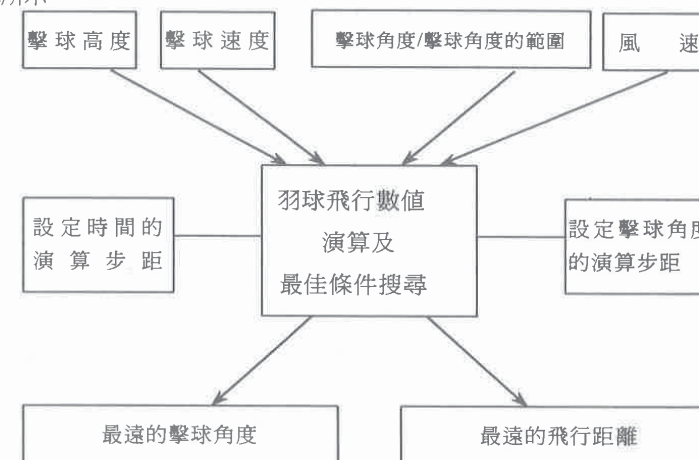 擊球高度
擊球速度
擊球角度/擊球角度的範圍
風 速
羽球飛行數值
演算及
最佳條件搜尋
設定時間的
演算步距
設定擊球角度
的演算步距
最遠的擊球角度
最遠的飛行距離